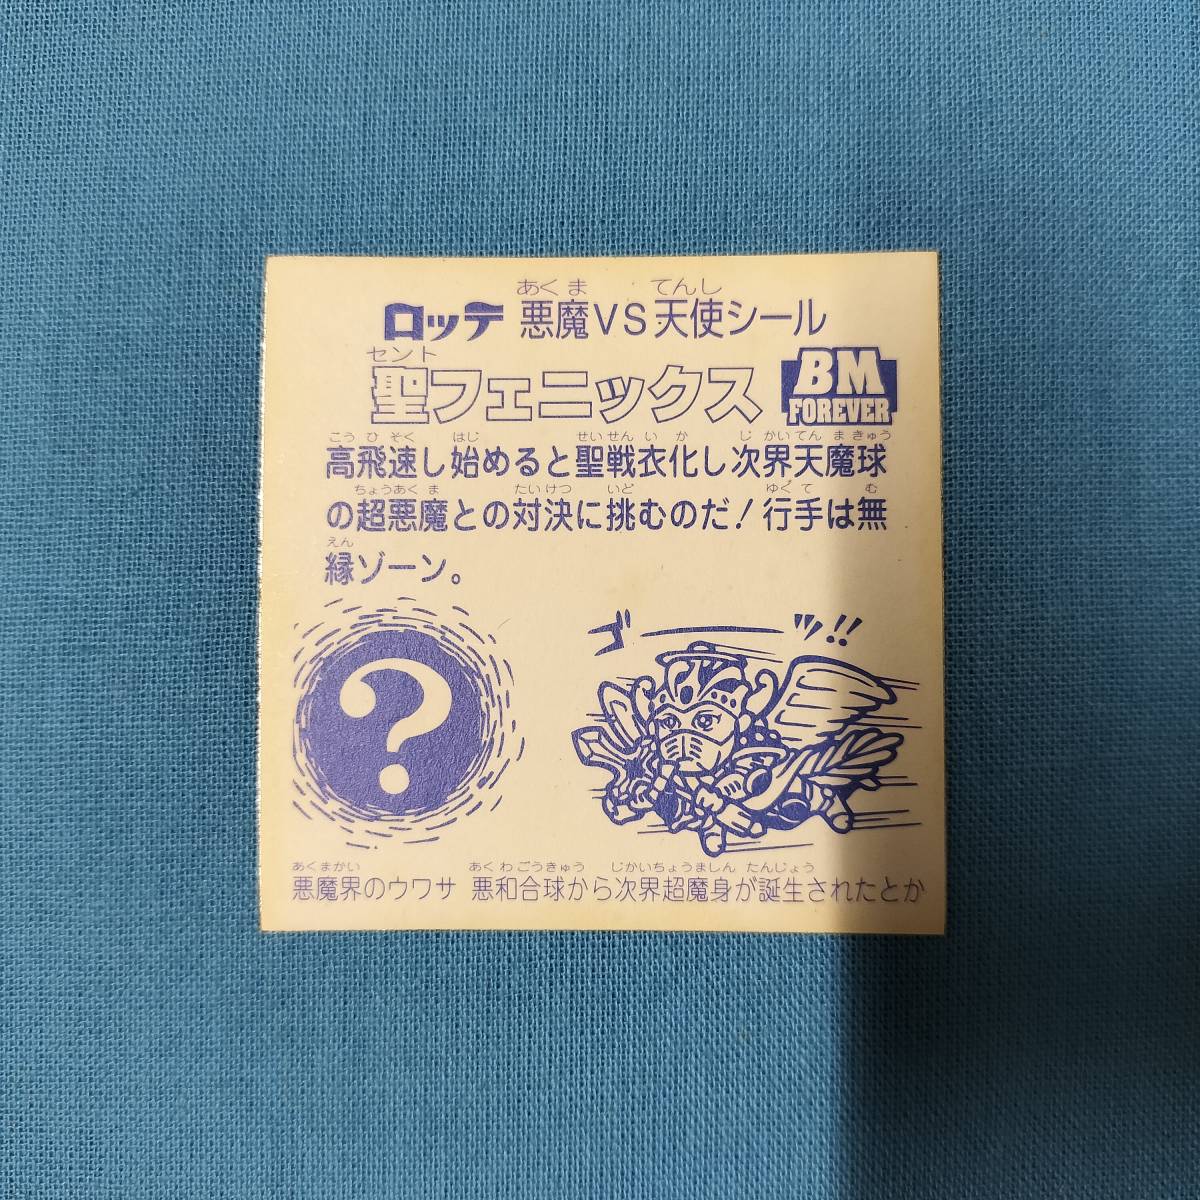 ロッテ 悪魔VS天使シール
あくま てんし
セント
聖フェニックス
BM
FOREVER
こうひそく はじ せいせんいか じかいてんまきゅう
高飛速し始めると聖戦衣化し次界天魔球
ちょうあくま たいけつ いど ゆくて む
の超悪魔との対決に挑むのだ!行手は無
えん
縁ゾーン。
?
ゴーーッ!!
あくまかい あくわごうきゅう じかいちょうましん たんじょう
悪魔界のウワサ 悪和合球から次界超魔身が誕生されたとか